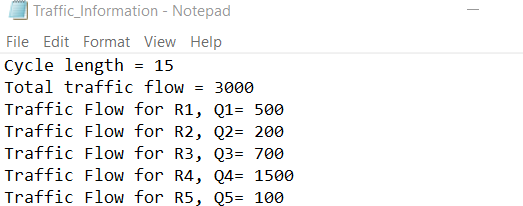 Traffic_Information - Notepad
File Edit Format View Help
Cycle length = 15
Total traffic flow = 3000
Traffic Flow for R1, Q1= 500
Traffic Flow for R2, Q2= 200
Traffic Flow for R3, Q3= 700
Traffic Flow for R4, Q4= 1500
Traffic Flow for R5, Q5= 100